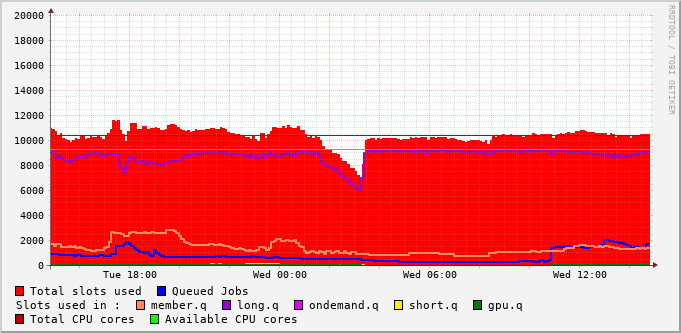 RRDTOOL / TOBI OETIKER
20000
18000
16000
14000
12000
10000
8000
6000
4000
2000
0
Tue 18:00 Wed 00:00 Wed 06:00 Wed 12:00
Total slots used Queued Jobs
Slots used in : member.q long.q ondemand.q short.q gpu.q
Total CPU cores Available CPU cores